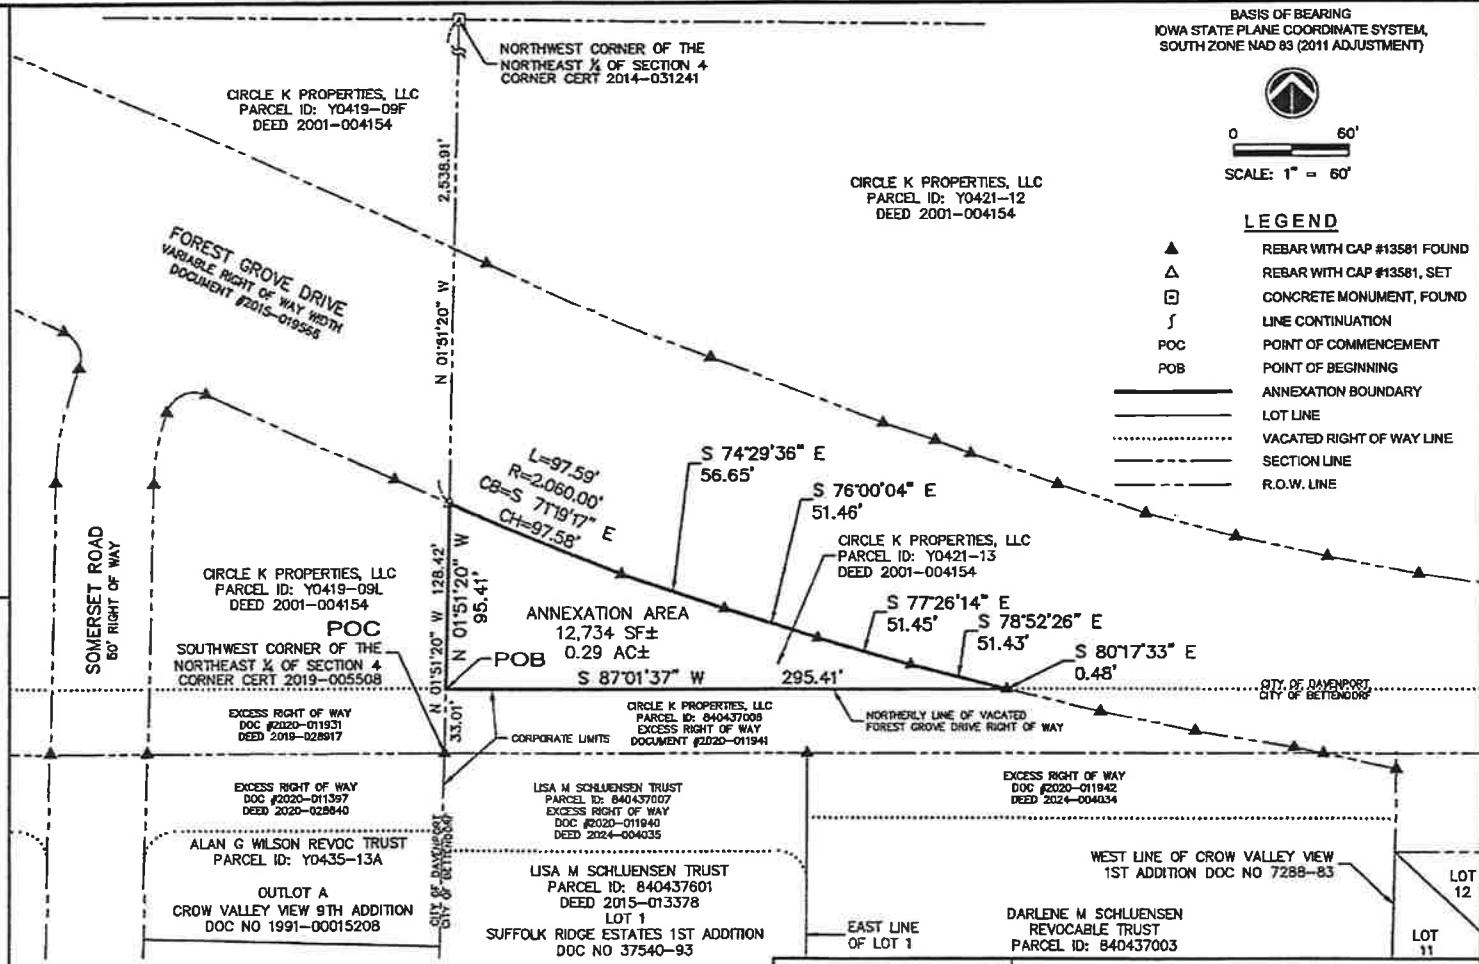 BASIS OF BEARING
IOWA STATE PLANE COORDINATE SYSTEM,
SOUTH ZONE NAD 83 (2011 ADJUSTMENT)
0 60'
SCALE: 1" = 60'
LEGEND
REBAR WITH CAP #13581 FOUND
REBAR WITH CAP #13581, SET
CONCRETE MONUMENT, FOUND
LINE CONTINUATION
POC POINT OF COMMENCEMENT
POB POINT OF BEGINNING
ANNEXATION BOUNDARY
LOT LINE
VACATED RIGHT OF WAY LINE
SECTION LINE
R.O.W. LINE
NORTHWEST CORNER OF THE
NORTHEAST ¼ OF SECTION 4
CORNER CERT 2014-031241
CIRCLE K PROPERTIES, LLC
PARCEL ID: Y0419-09F
DEED 2001-004154
2,538.91'
N 01°51'20" W
CIRCLE K PROPERTIES, LLC
PARCEL ID: Y0421-12
DEED 2001-004154
FOREST GROVE DRIVE
VARIABLE RIGHT OF WAY WIDTH
DOCUMENT #2015-019556
L=97.59'
R=2,060.00'
CB=S 71°19'17" E
CH=97.58'
S 74°29'36" E
56.65'
S 76°00'04" E
51.46'
CIRCLE K PROPERTIES, LLC
PARCEL ID: Y0421-13
DEED 2001-004154
S 77°26'14" E
51.45'
S 78°52'26" E
51.43'
S 80°17'33" E
0.48'
SOMERSET ROAD
50' RIGHT OF WAY
CIRCLE K PROPERTIES, LLC
PARCEL ID: Y0419-09L
DEED 2001-004154
POC
SOUTHWEST CORNER OF THE
NORTHEAST ¼ OF SECTION 4
CORNER CERT 2019-005508
N 01°51'20" W 128.42'
N 01°51'20" W
95.41'
ANNEXATION AREA
12,734 SF±
0.29 AC±
POB
S 87°01'37" W 295.41'
CITY OF DAVENPORT
CITY OF BETTENDORF
EXCESS RIGHT OF WAY
DOC #2020-011931
DEED 2019-028917
33.01'
CORPORATE LIMITS
CIRCLE K PROPERTIES, LLC
PARCEL ID: 840437008
EXCESS RIGHT OF WAY
DOCUMENT #2020-011941
NORTHERLY LINE OF VACATED
FOREST GROVE DRIVE RIGHT OF WAY
EXCESS RIGHT OF WAY
DOC #2020-011397
DEED 2020-028840
LISA M SCHLUENSEN TRUST
PARCEL ID: 840437007
EXCESS RIGHT OF WAY
DOC #2020-011940
DEED 2024-004035
EXCESS RIGHT OF WAY
DOC #2020-011942
DEED 2024-004034
ALAN G WILSON REVOC TRUST
PARCEL ID: Y0435-13A
OUTLOT A
CROW VALLEY VIEW 9TH ADDITION
DOC NO 1991-00015208
CITY OF DAVENPORT
CITY OF BETTENDORF
LISA M SCHLUENSEN TRUST
PARCEL ID: 840437601
DEED 2015-013378
LOT 1
SUFFOLK RIDGE ESTATES 1ST ADDITION
DOC NO 37540-93
EAST LINE
OF LOT 1
WEST LINE OF CROW VALLEY VIEW
1ST ADDITION DOC NO 7288-83
DARLENE M SCHLUENSEN
REVOCABLE TRUST
PARCEL ID: 840437003
LOT
12
LOT
11